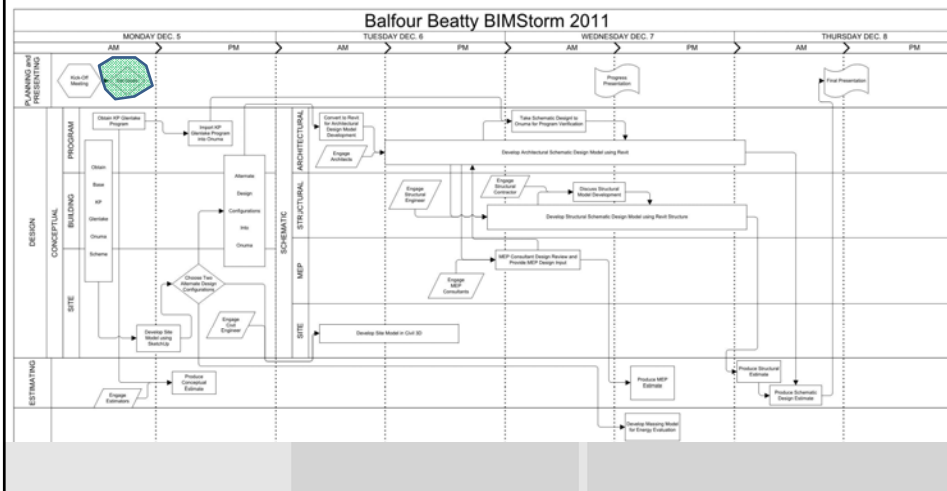 Balfour Beatty BIMStorm 2011
MONDAY DEC. 5
TUESDAY DEC. 6
WEDNESDAY DEC. 7
THURSDAY DEC. 8
AM
PM
AM
PM
AM
PM
AM
PM
PLANNING and
PRESENTING
Kick-Off
Meeting
Progress
Presentation
Final Presentation
DESIGN
CONCEPTUAL
PROGRAM
BUILDING
SITE
Obtain KP Glenlake
Program
Import KP
Glenlake Program
into Onuma
Obtain
Base
KP
Glenlake
Onuma
Scheme
Alternate
Design
Configurations
Into
Onuma
Choose Two
Alternate Design
Configurations
Develop Site
Model using
SketchUp
Engage
Civil
Engineer
SCHEMATIC
ARCHITECTURAL
STRUCTURAL
MEP
SITE
Convert to Revit
for Architectural
Design Model
Development
Engage
Architects
Take Schematic Design to
Onuma for Program Verification
Develop Architectural Schematic Design Model using Revit
Engage
Structural
Engineer
Engage
Structural
Contractor
Discuss Structural
Model Development
Develop Structural Schematic Design Model using Revit Structure
MEP Consultant Design Review and
Provide MEP Design Input
Engage
MEP
Consultants
Develop Site Model in Civil 3D
ESTIMATING
Engage
Estimators
Produce
Conceptual
Estimate
Produce MEP
Estimate
Produce Structural
Estimate
Produce Schematic
Design Estimate
Develop Massing Model
for Energy Evaluation